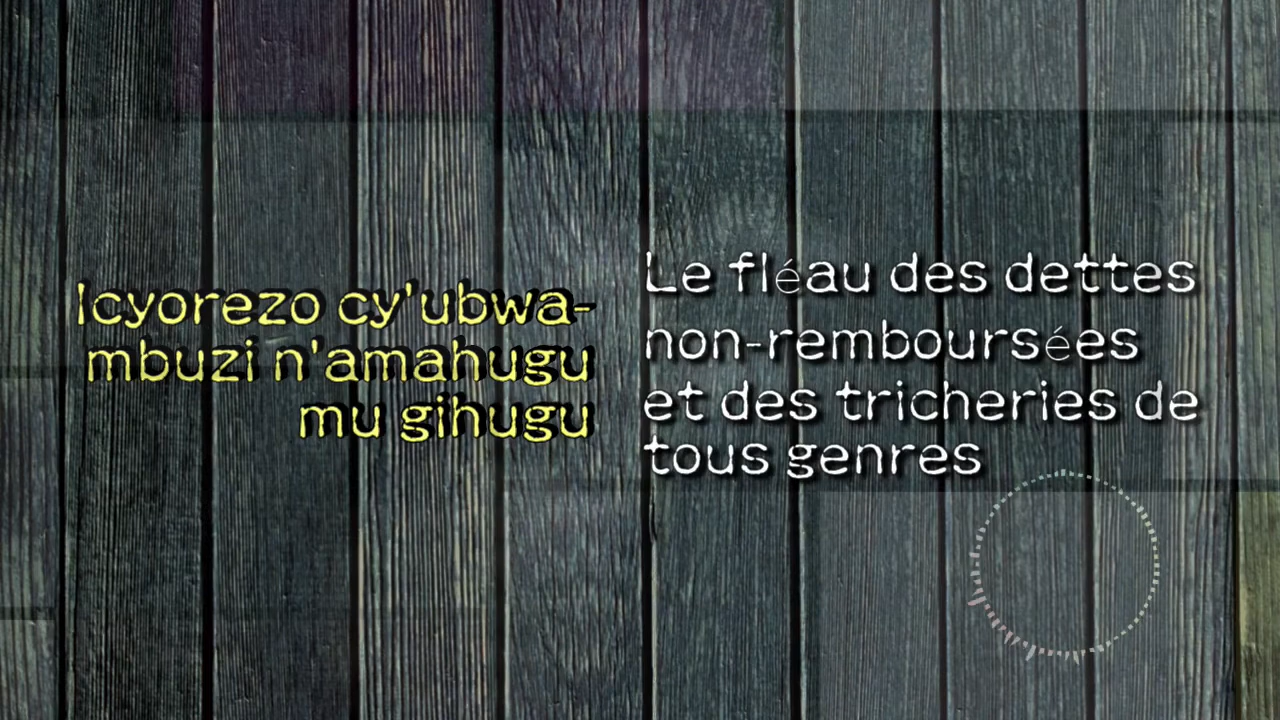 Icyorezo cy'ubwa-
mbuzi n'amahugu
mu gihugu
Le fléau des dettes
non-remboursées
et des tricheries de
tous genres